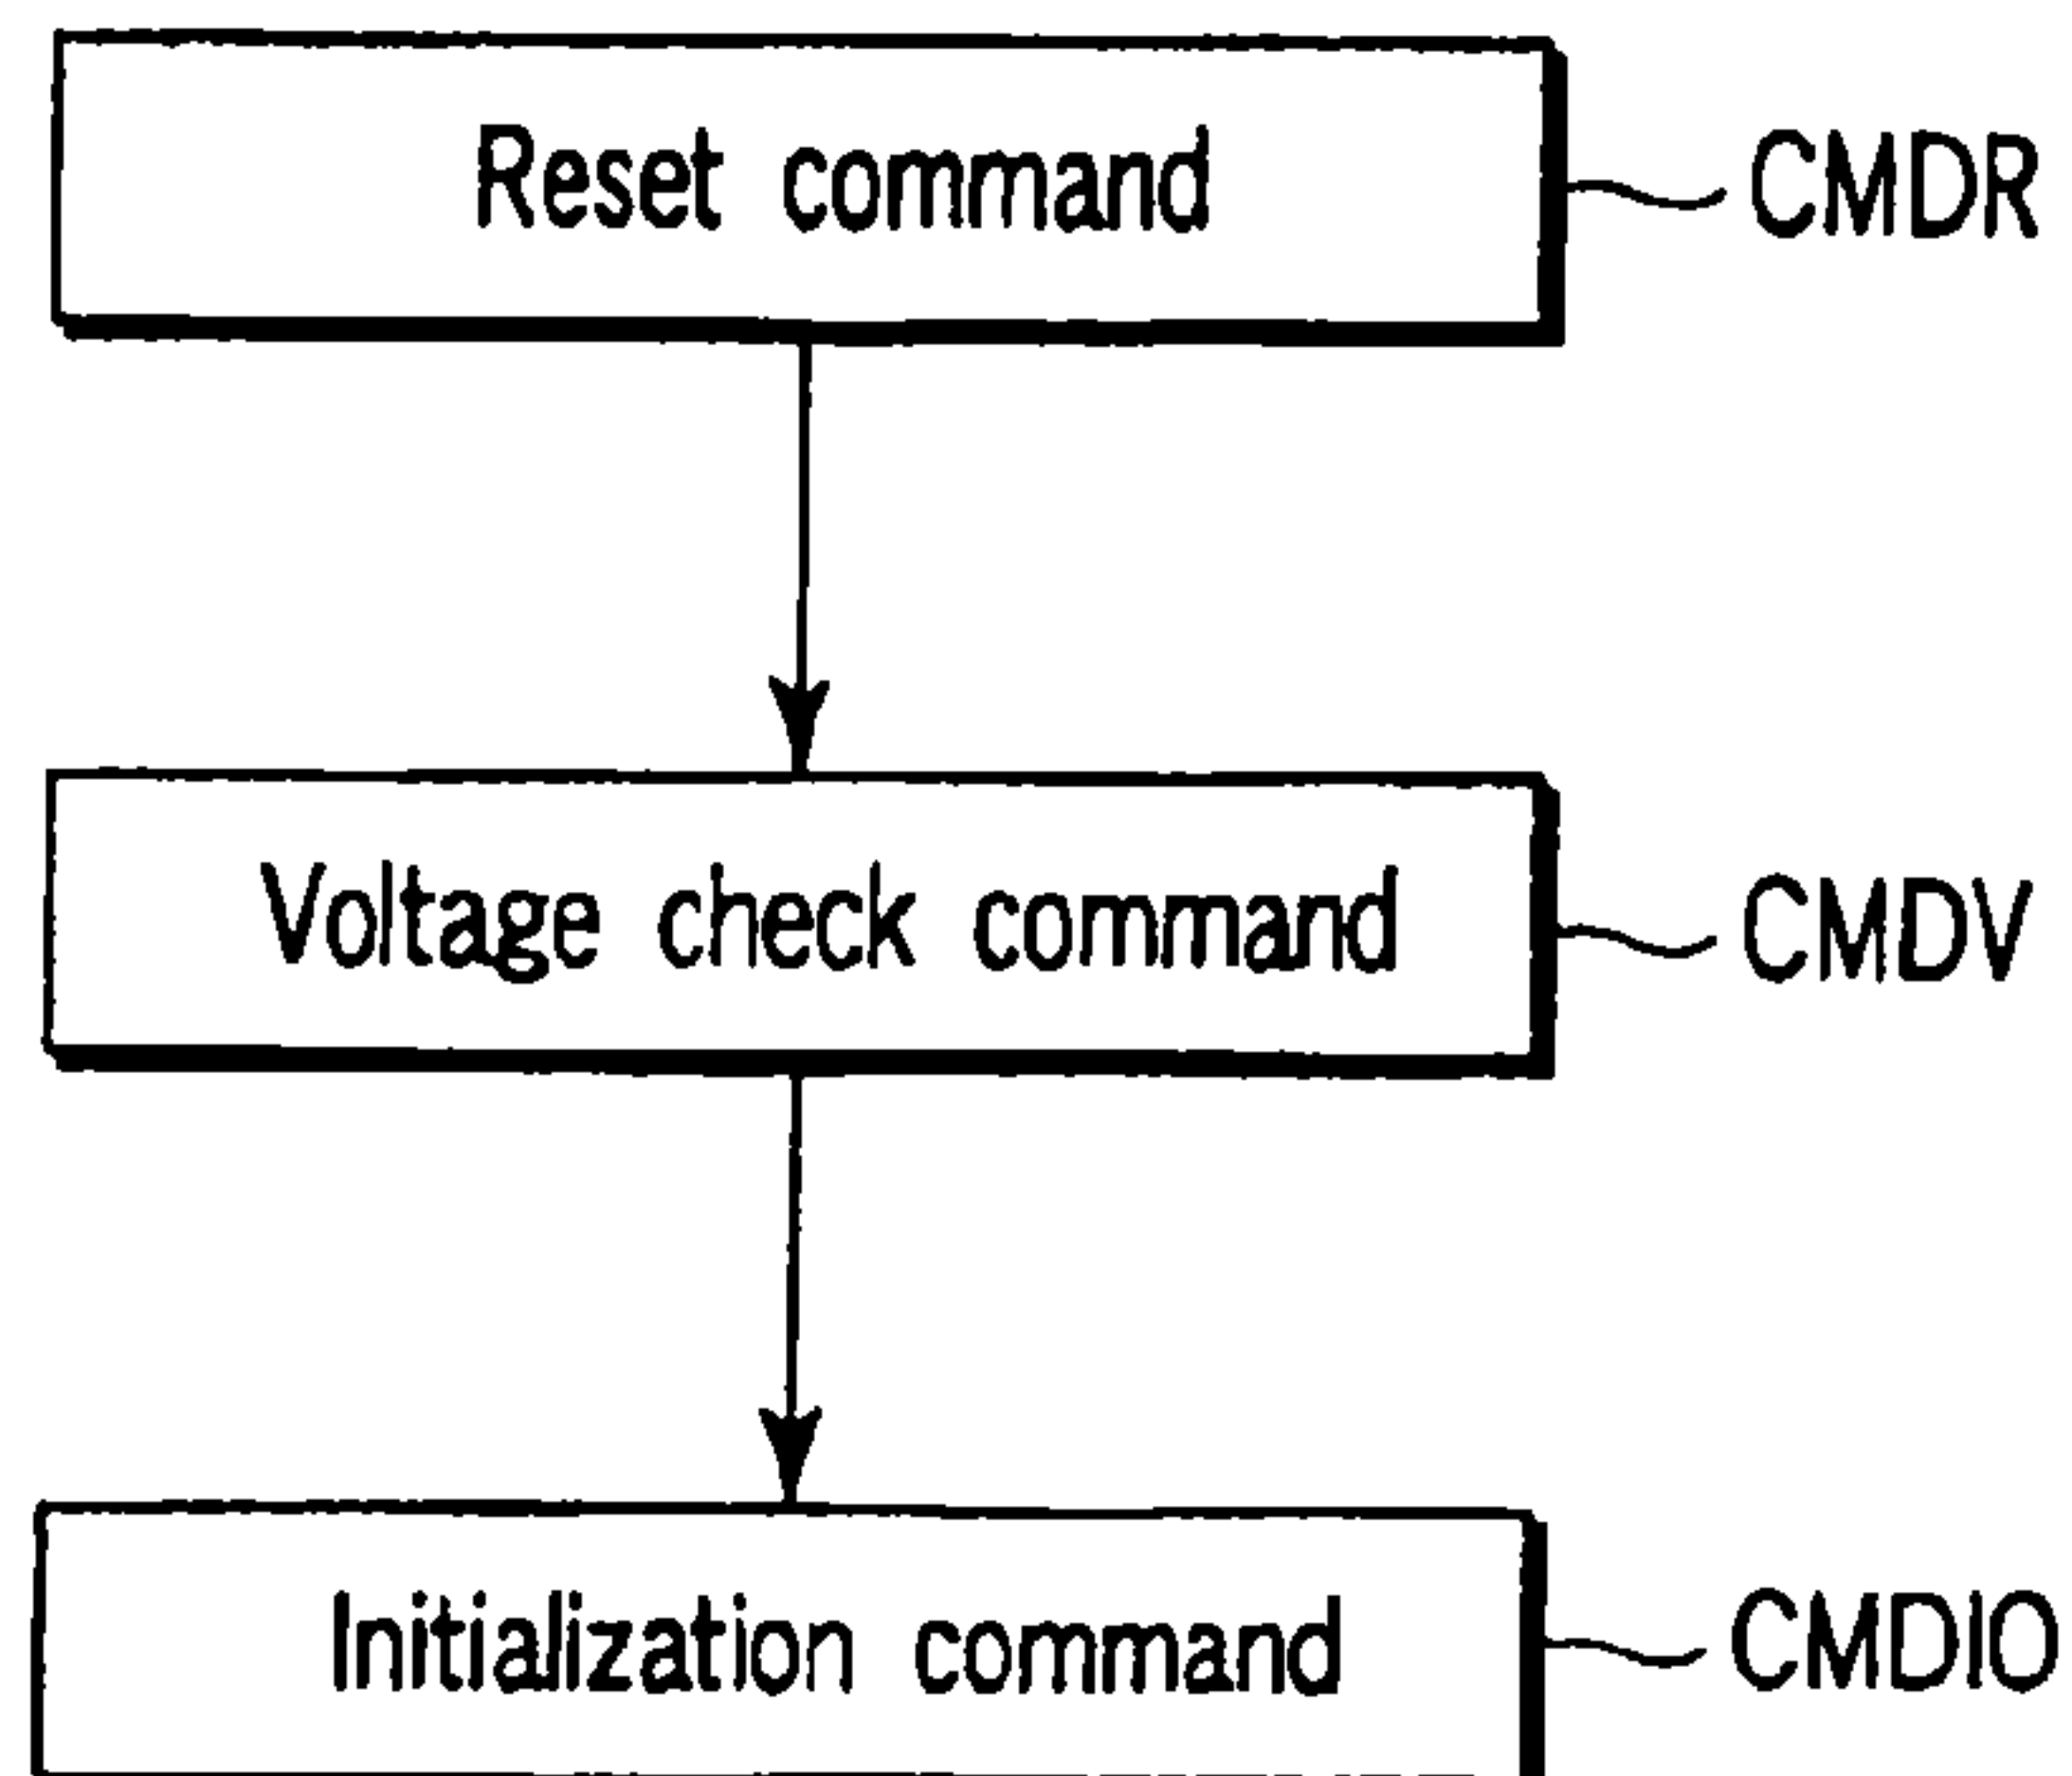 Reset command
CMDR
Voltage check command
CMDV
Initialization command
CMDIO